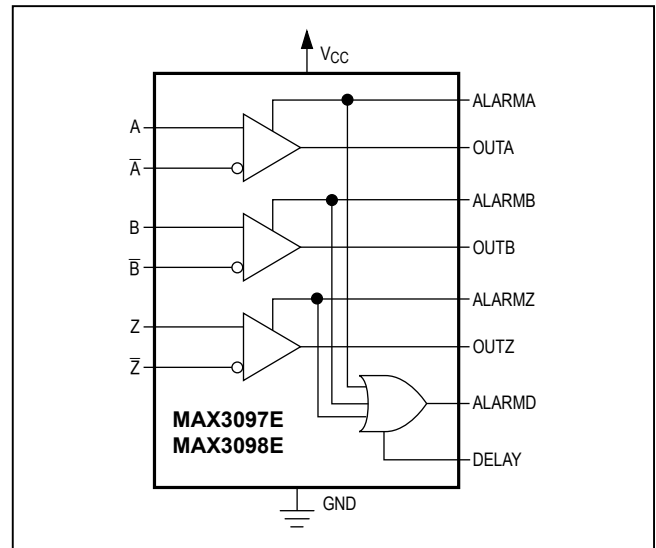 VCC
A
A̅
B
B̅
Z
Z̅
ALARMA
OUTA
ALARMB
OUTB
ALARMZ
OUTZ
ALARMD
DELAY
MAX3097E
MAX3098E
GND